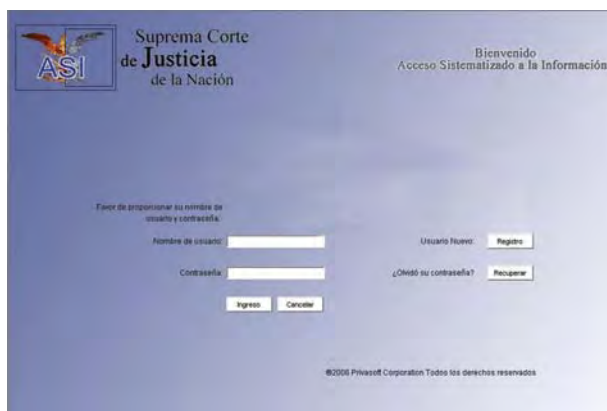 ASI
Suprema Corte
de Justicia
de la Nación
Bienvenido
Acceso Sistematizado a la Información
Favor de proporcionar su nombre de
usuario y contraseña:
Nombre de usuario:
Usuario Nuevo:
Registro
Contraseña:
¿Olvidó su contraseña?
Recuperar
Ingreso
Cancelar
©2008 Privasoft Corporation Todos los derechos reservados